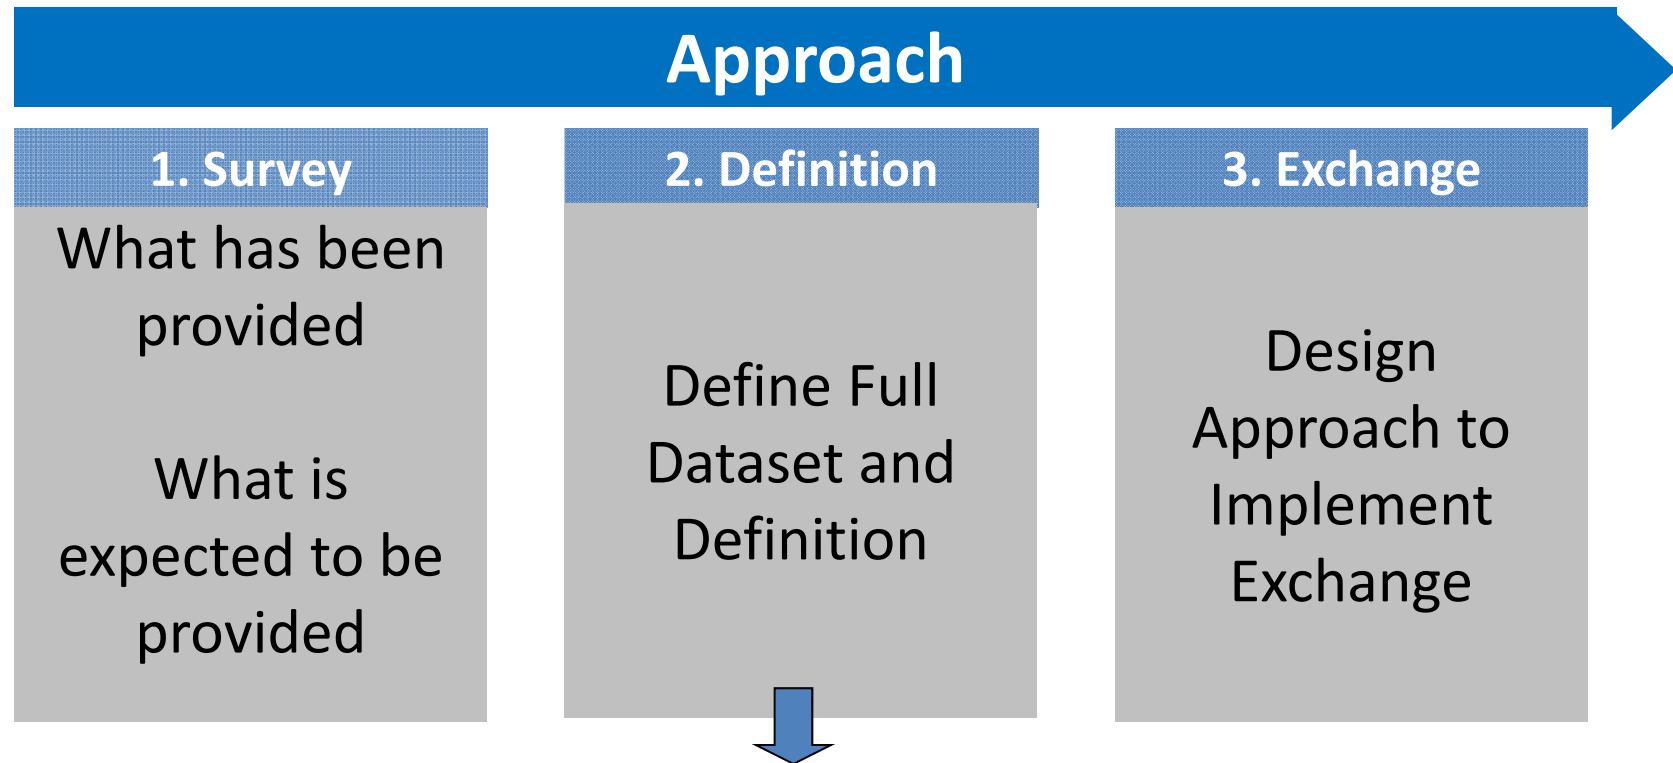 Approach
1. Survey
What has been
provided
What is
expected to be
provided
2. Definition
Define Full
Dataset and
Definition
3. Exchange
Design
Approach to
Implement
Exchange